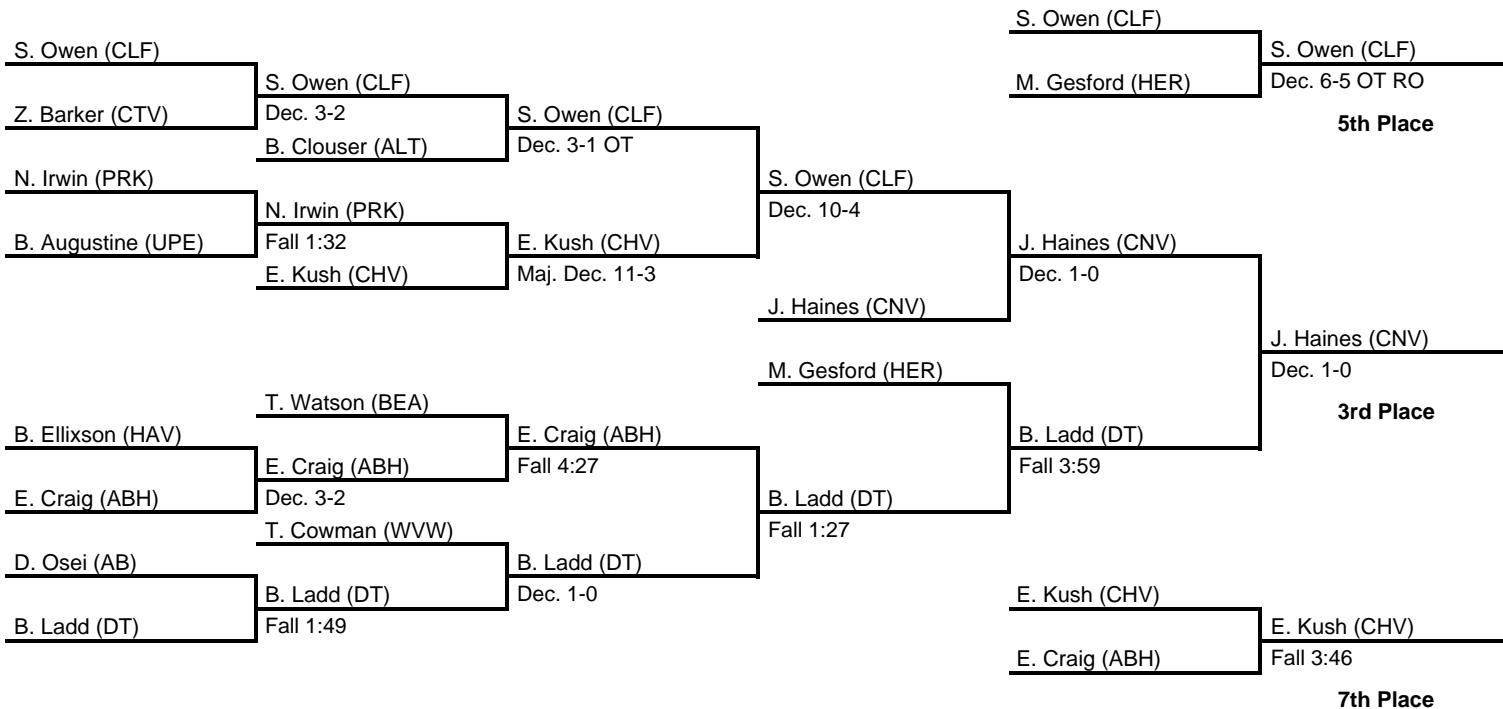 S. Owen (CLF)
Z. Barker (CTV)
N. Irwin (PRK)
B. Augustine (UPE)
B. Ellixson (HAV)
E. Craig (ABH)
D. Osei (AB)
B. Ladd (DT)
S. Owen (CLF)
Dec. 3-2
B. Clouser (ALT)
N. Irwin (PRK)
Fall 1:32
E. Kush (CHV)
T. Watson (BEA)
E. Craig (ABH)
Dec. 3-2
T. Cowman (WVW)
B. Ladd (DT)
Fall 1:49
S. Owen (CLF)
Dec. 3-1 OT
E. Kush (CHV)
Maj. Dec. 11-3
E. Craig (ABH)
Fall 4:27
B. Ladd (DT)
Dec. 1-0
S. Owen (CLF)
Dec. 10-4
J. Haines (CNV)
M. Gesford (HER)
B. Ladd (DT)
Fall 1:27
J. Haines (CNV)
Dec. 1-0
B. Ladd (DT)
Fall 3:59
J. Haines (CNV)
Dec. 1-0
3rd Place
S. Owen (CLF)
M. Gesford (HER)
S. Owen (CLF)
Dec. 6-5 OT RO
5th Place
E. Kush (CHV)
E. Craig (ABH)
E. Kush (CHV)
Fall 3:46
7th Place